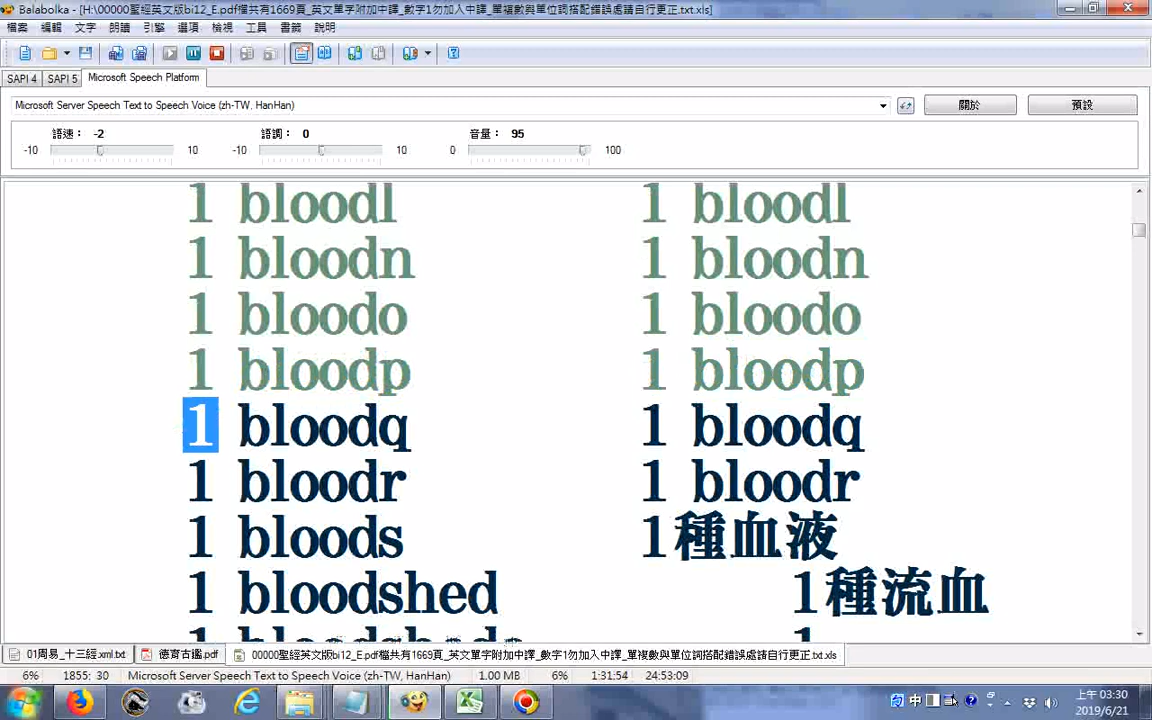 Balabolka - [H:\00000聖經英文版bi12_E.pdf檔共有1669頁_英文單字附加中譯_數字1勿加入中譯_單複數與單位詞搭配錯誤處請自行更正.txt.xls]
檔案 編輯 文字 朗讀 引擎 選項 檢視 工具 書籤 說明
SAPI 4 SAPI 5 Microsoft Speech Platform
Microsoft Server Speech Text to Speech Voice (zh-TW, HanHan) 關於 預設
語速： -2 語調： 0 音量： 95
-10 10 -10 10 0 100
1 bloodl 1 bloodl
1 bloodn 1 bloodn
1 bloodo 1 bloodo
1 bloodp 1 bloodp
1 bloodq 1 bloodq
1 bloodr 1 bloodr
1 bloods 1種血液
1 bloodshed 1種流血
01周易_十三經.xml.txt 德育古鑑.pdf 00000聖經英文版bi12_E.pdf檔共有1669頁_英文單字附加中譯_數字1勿加入中譯_單複數與單位詞搭配錯誤處請自行更正.txt.xls
6% 1855: 30 Microsoft Server Speech Text to Speech Voice (zh-TW, HanHan) 1.00 MB 6% 1:31:54 24:53:09
中 上午 03:30
2019/6/21